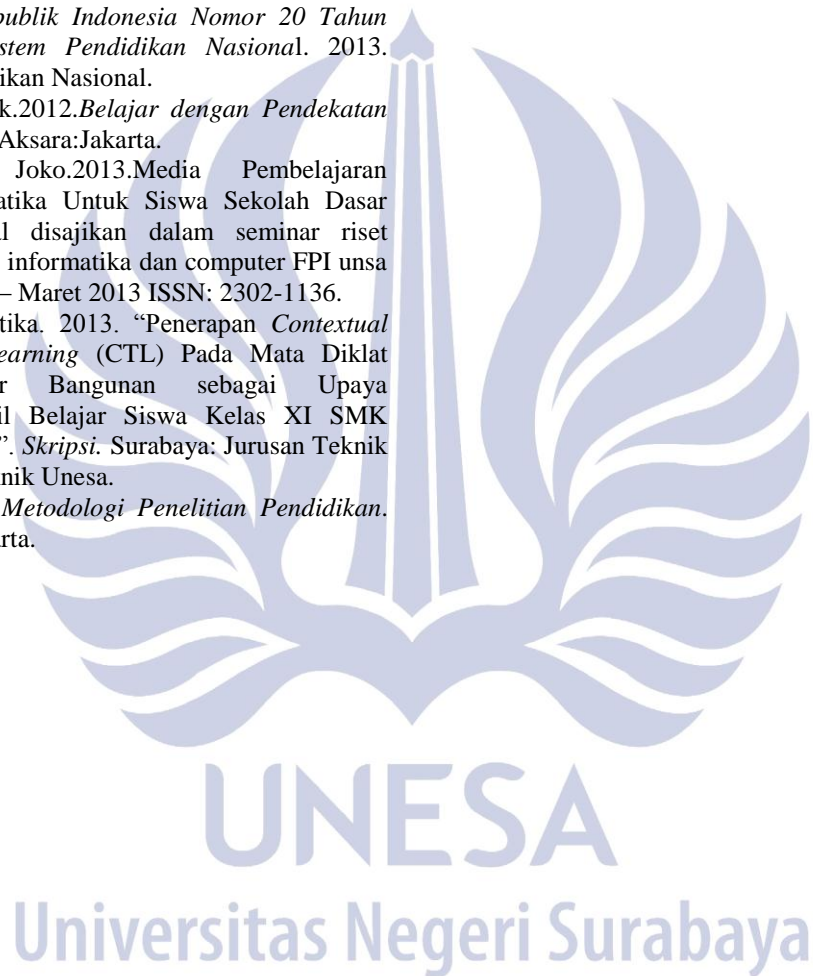 publik Indonesia Nomor 20 Tahun
stem Pendidikan Nasional. 2013.
ikan Nasional.
k.2012.Belajar dengan Pendekatan
Aksara:Jakarta.
Joko.2013.Media Pembelajaran
atika Untuk Siswa Sekolah Dasar
al disajikan dalam seminar riset
informatika dan computer FPI unsa
– Maret 2013 ISSN: 2302-1136.
tika. 2013. “Penerapan Contextual
earning (CTL) Pada Mata Diklat
r Bangunan sebagai Upaya
il Belajar Siswa Kelas XI SMK
”. Skripsi. Surabaya: Jurusan Teknik
nik Unesa.
Metodologi Penelitian Pendidikan.
arta.
UNESA
Universitas Negeri Surabaya